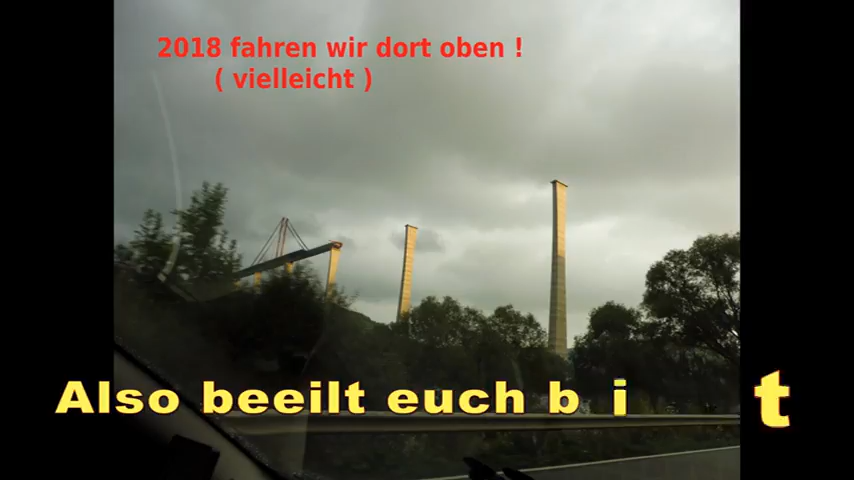 2018 fahren wir dort oben !
( vielleicht )
Also beeilt euch b i t